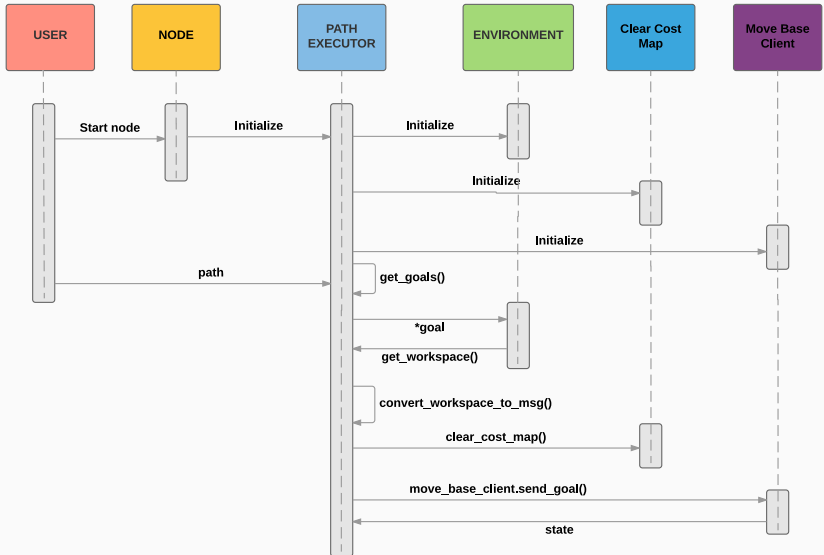 USER
NODE
PATH
EXECUTOR
ENVIRONMENT
Clear Cost
Map
Move Base
Client
Start node
Initialize
Initialize
Initialize
Initialize
path
get_goals()
*goal
get_workspace()
convert_workspace_to_msg()
clear_cost_map()
move_base_client.send_goal()
state